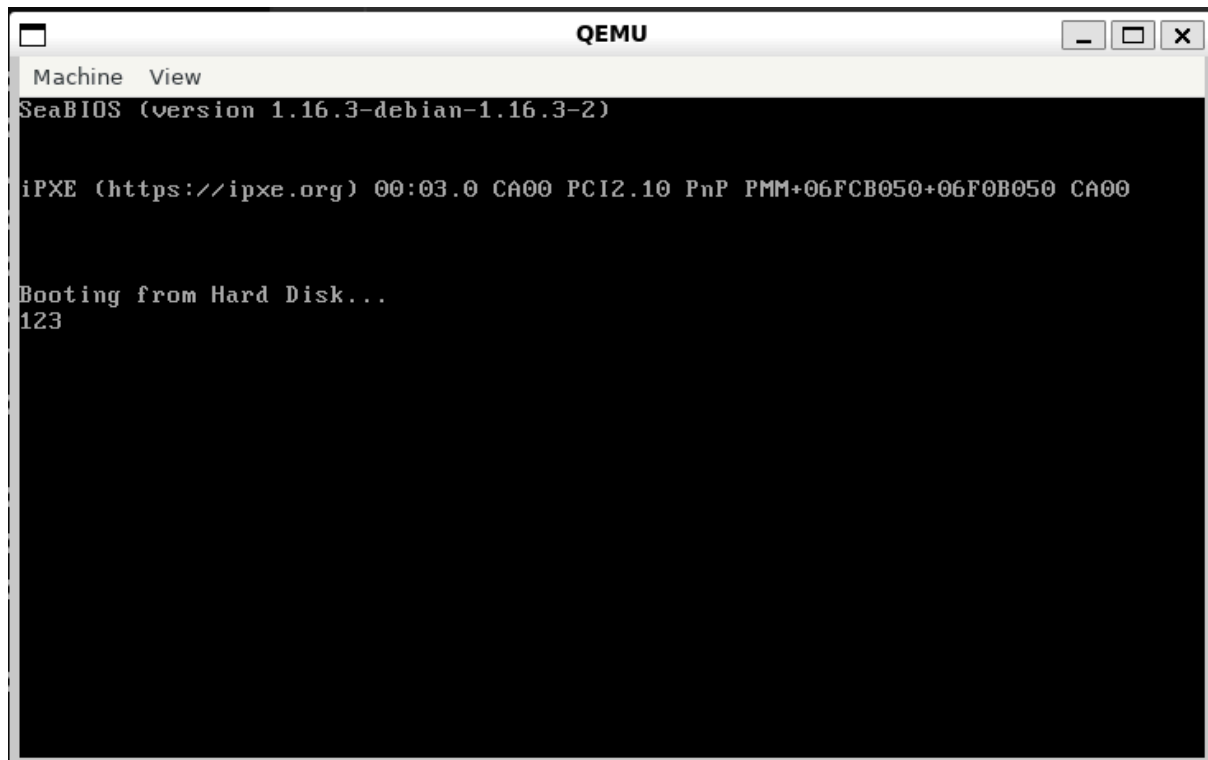 QEMU
Machine View
SeaBIOS (version 1.16.3-debian-1.16.3-2)
iPXE (https://ipxe.org) 00:03.0 CA00 PCI2.10 PnP PMM+06FCB050+06F0B050 CA00
Booting from Hard Disk...
123